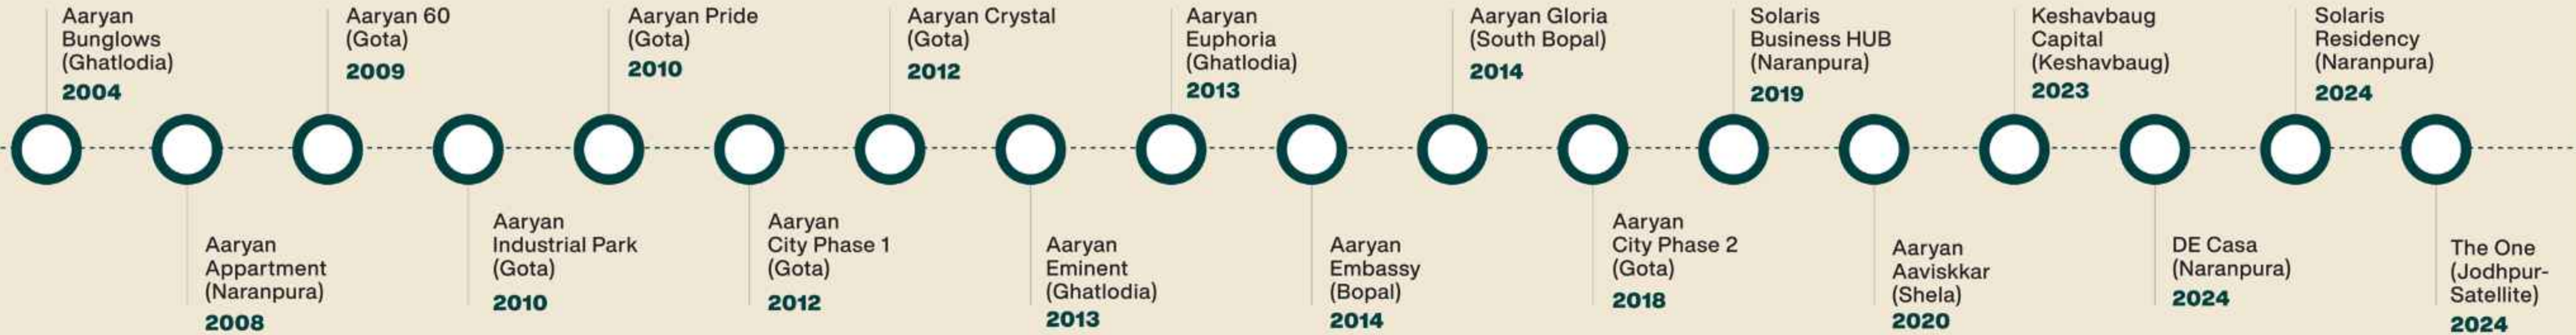 Aaryan
Bunglows
(Ghatlodia)
2004
Aaryan
Appartment
(Naranpura)
2008
Aaryan 60
(Gota)
2009
Aaryan
Industrial Park
(Gota)
2010
Aaryan Pride
(Gota)
2010
Aaryan
City Phase 1
(Gota)
2012
Aaryan Crystal
(Gota)
2012
Aaryan
Eminent
(Ghatlodia)
2013
Aaryan
Euphoria
(Ghatlodia)
2013
Aaryan
Embassy
(Bopal)
2014
Aaryan Gloria
(South Bopal)
2014
Aaryan
City Phase 2
(Gota)
2018
Solaris
Business HUB
(Naranpura)
2019
Aaryan
Aaviskkar
(Shela)
2020
Keshavbaug
Capital
(Keshavbaug)
2023
DE Casa
(Naranpura)
2024
Solaris
Residency
(Naranpura)
2024
The One
(Jodhpur-
Satellite)
2024